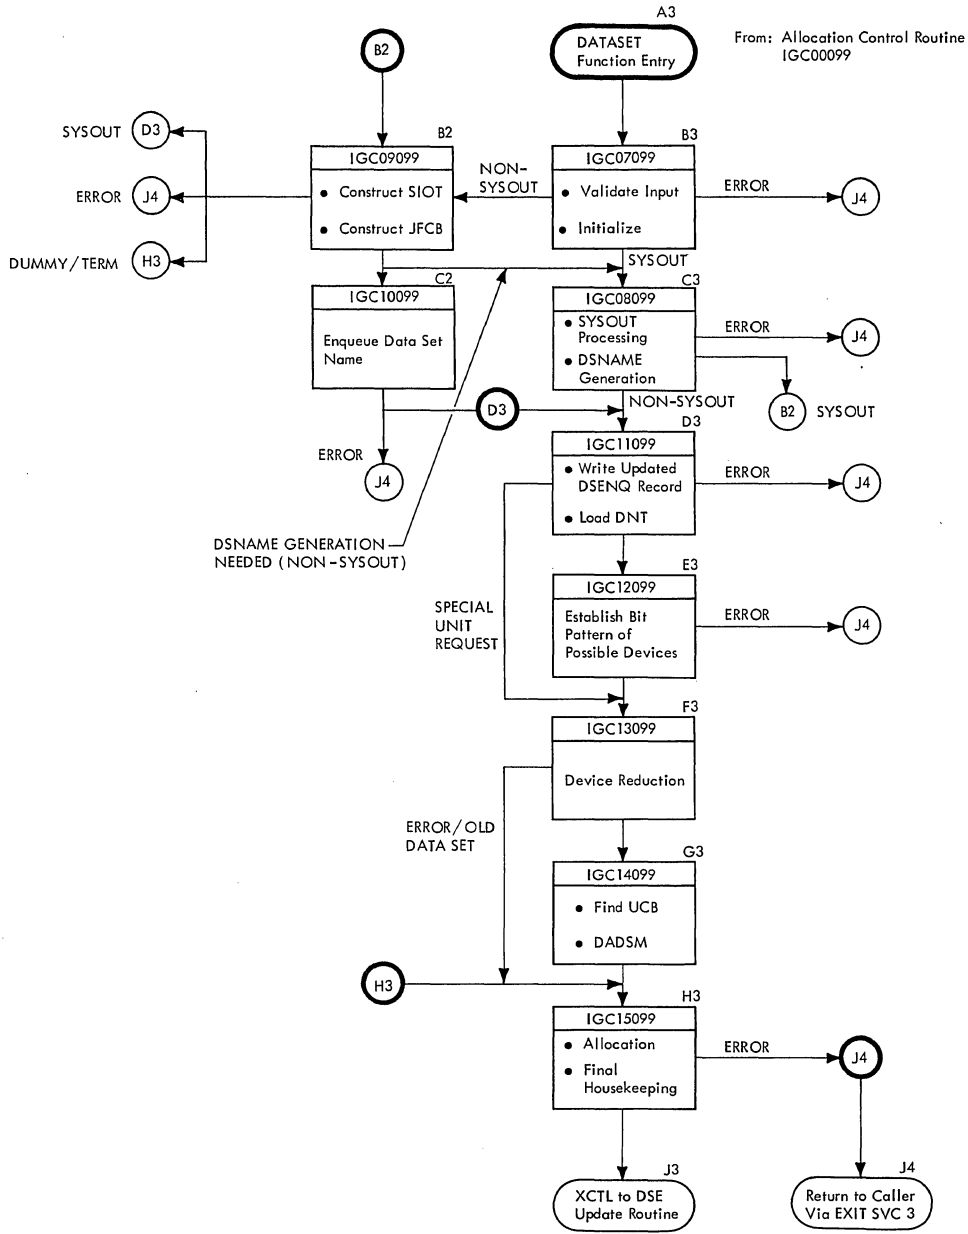 A3
DATASET
Function Entry
From: Allocation Control Routine
IGC00099
B2
B2
B3
SYSOUT
D3
IGC09099
IGC07099
NON-
SYSOUT
ERROR
J4
• Construct SIOT
• Construct JFCB
• Validate Input
• Initialize
ERROR
J4
DUMMY/TERM
H3
SYSOUT
C2
C3
IGC10099
IGC08099
Enqueue Data Set
Name
• SYSOUT
Processing
• DSNAME
Generation
ERROR
J4
B2
SYSOUT
NON-SYSOUT
D3
D3
ERROR
J4
IGC11099
• Write Updated
DSENQ Record
• Load DNT
ERROR
J4
DSNAME GENERATION
NEEDED (NON-SYSOUT)
E3
IGC12099
Establish Bit
Pattern of
Possible Devices
ERROR
J4
SPECIAL
UNIT
REQUEST
F3
IGC13099
Device Reduction
ERROR/OLD
DATA SET
G3
IGC14099
• Find UCB
• DADSM
H3
H3
IGC15099
• Allocation
• Final
Housekeeping
ERROR
J4
J3
XCTL to DSE
Update Routine
J4
Return to Caller
Via EXIT SVC 3